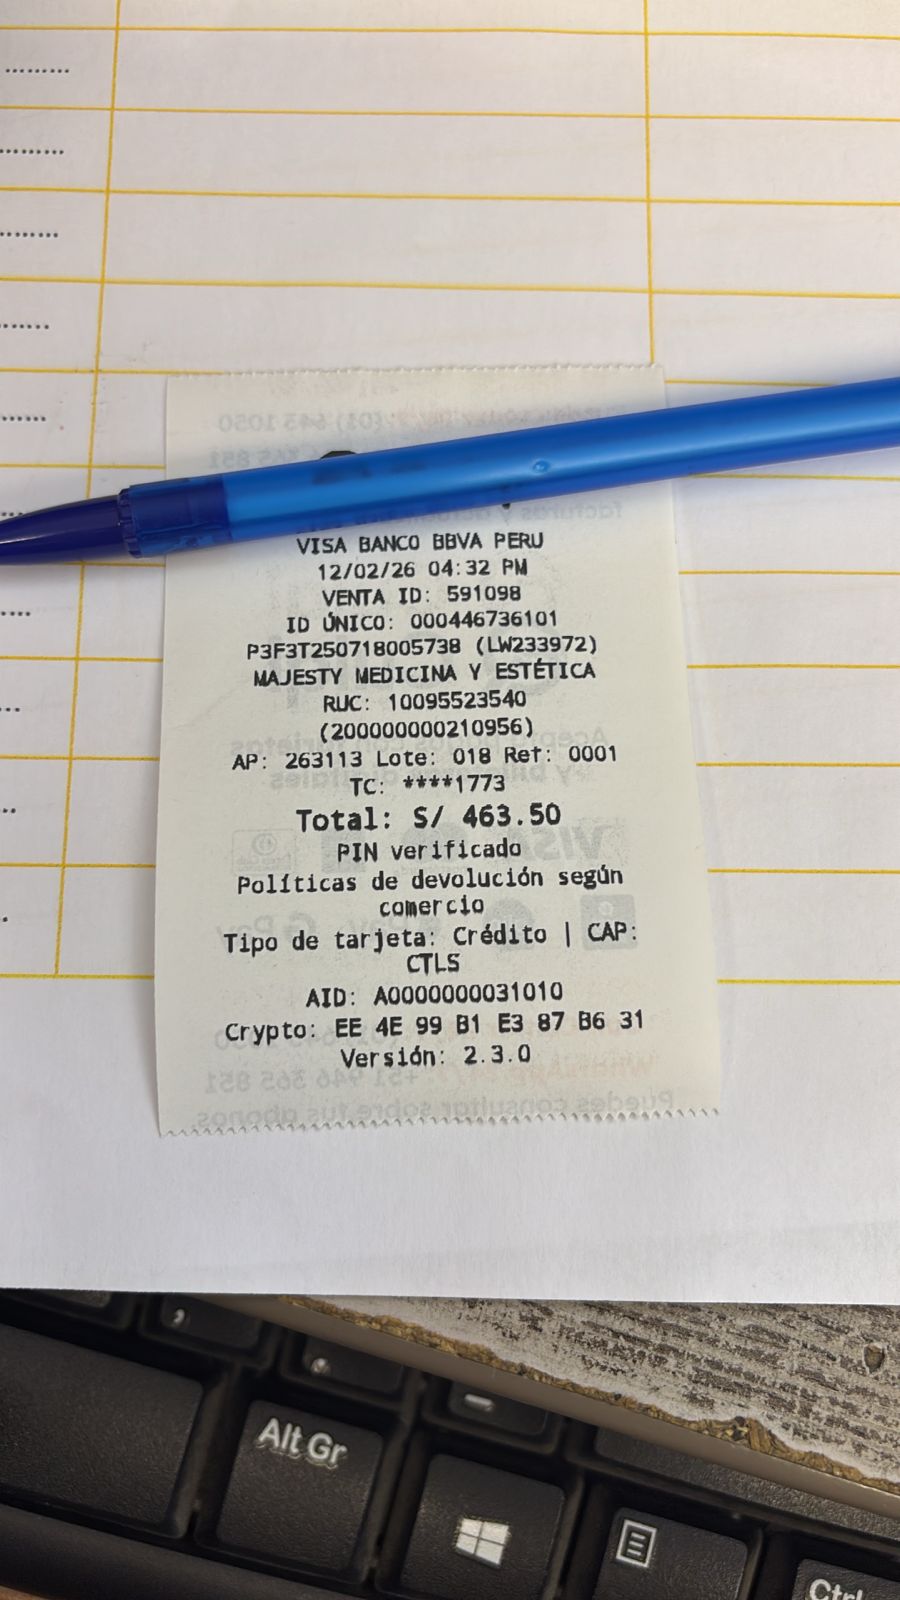 VISA BANCO BBVA PERU
12/02/26 04:32 PM
VENTA ID: 591098
ID ÚNICO: 000446736101
P3F3T250718005738 (LW233972)
MAJESTY MEDICINA Y ESTÉTICA
RUC: 10095523540
(200000000210956)
AP: 263113 Lote: 018 Ref: 0001
TC: ****1773
Total: S/ 463.50
PIN verificado
Políticas de devolución según
comercio
Tipo de tarjeta: Crédito | CAP:
CTLS
AID: A0000000031010
Crypto: EE 4E 99 B1 E3 87 B6 31
Versión: 2.3.0
Alt Gr
Ctrl